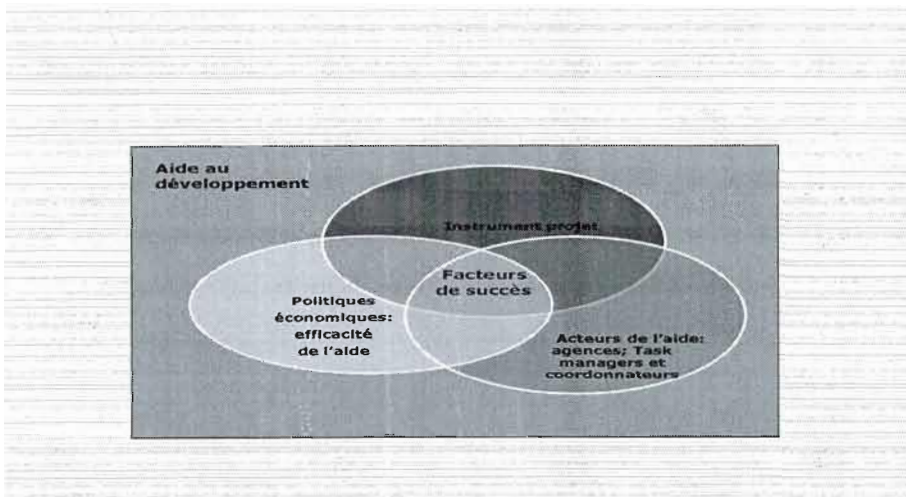 Aide au
développement
Instrument projet
Facteurs
de succès
Politiques
économiques:
efficacité
de l'aide
Acteurs de l'aide:
agences; Task
managers et
coordonnateurs